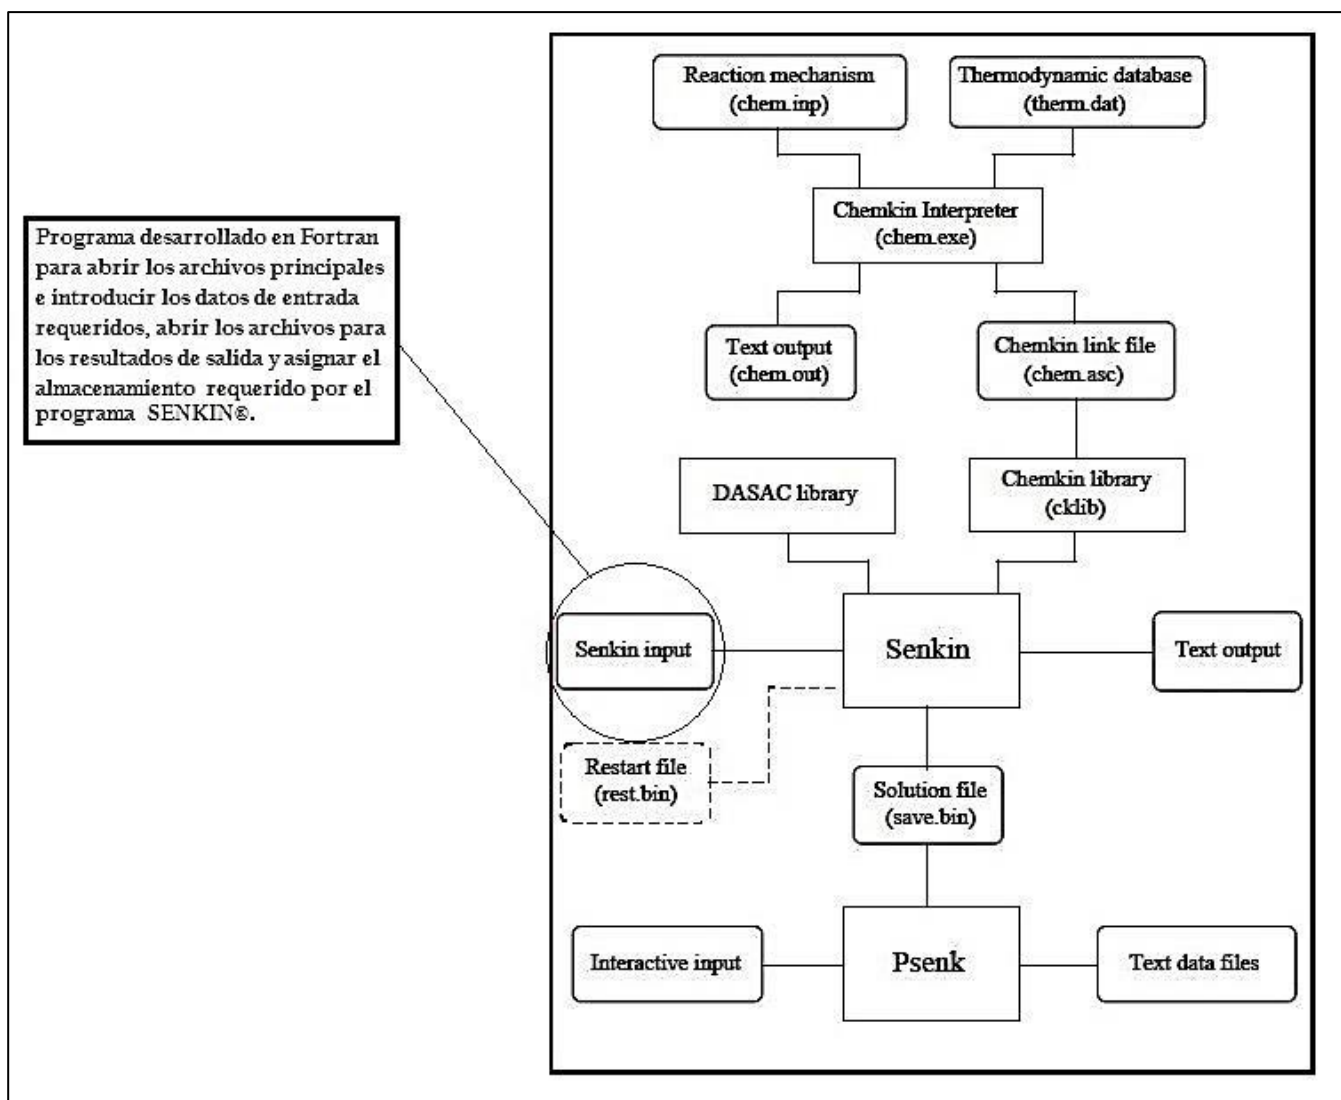 Reaction mechanism
(chem.inp)
Thermodynamic database
(therm.dat)
Chemkin Interpreter
(chem.exe)
Programa desarrollado en Fortran
para abrir los archivos principales
e introducir los datos de entrada
requeridos, abrir los archivos para
los resultados de salida y asignar el
almacenamiento requerido por el
programa SENKIN®.
Text output
(chem.out)
Chemkin link file
(chem.asc)
DASAC library
Chemkin library
(cklib)
Senkin input
Senkin
Text output
Restart file
(rest.bin)
Solution file
(save.bin)
Interactive input
Psenk
Text data files